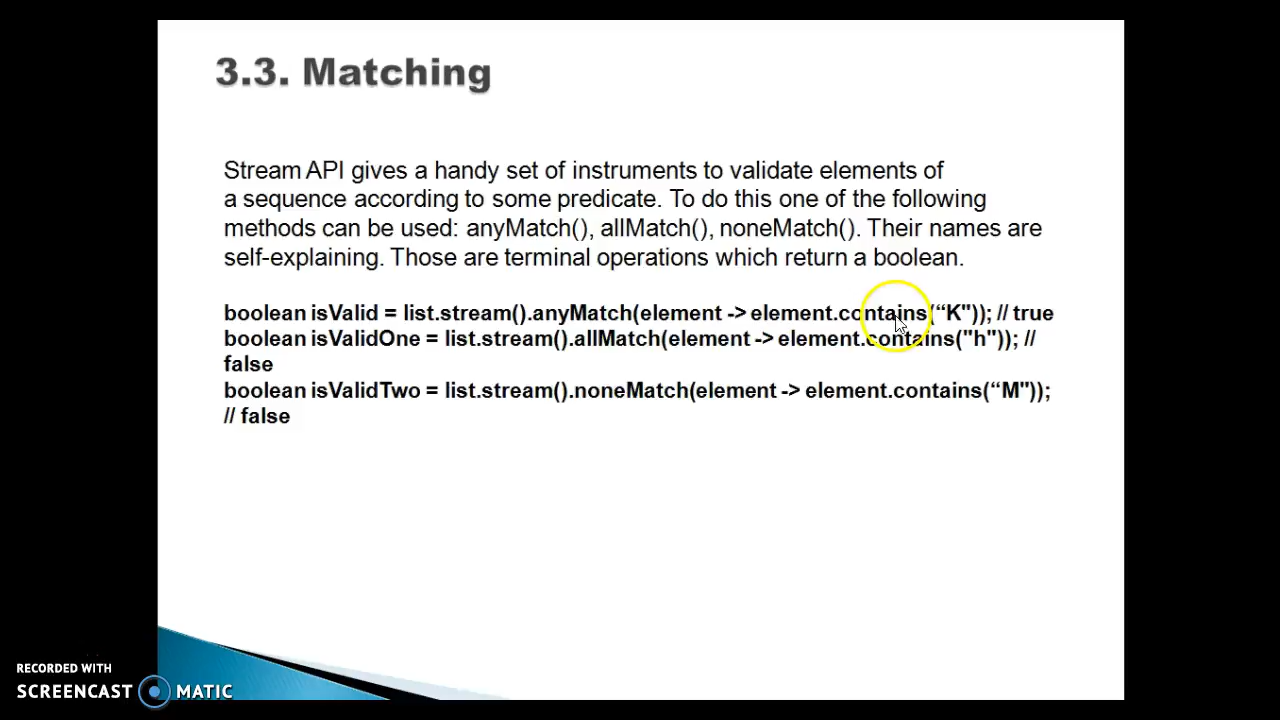 3.3. Matching
Stream API gives a handy set of instruments to validate elements of
a sequence according to some predicate. To do this one of the following
methods can be used: anyMatch(), allMatch(), noneMatch(). Their names are
self-explaining. Those are terminal operations which return a boolean.
boolean isValid = list.stream().anyMatch(element -> element.contains(“K")); // true
boolean isValidOne = list.stream().allMatch(element -> element.contains("h")); //
false
boolean isValidTwo = list.stream().noneMatch(element -> element.contains(“M"));
// false
RECORDED WITH
SCREENCAST MATIC